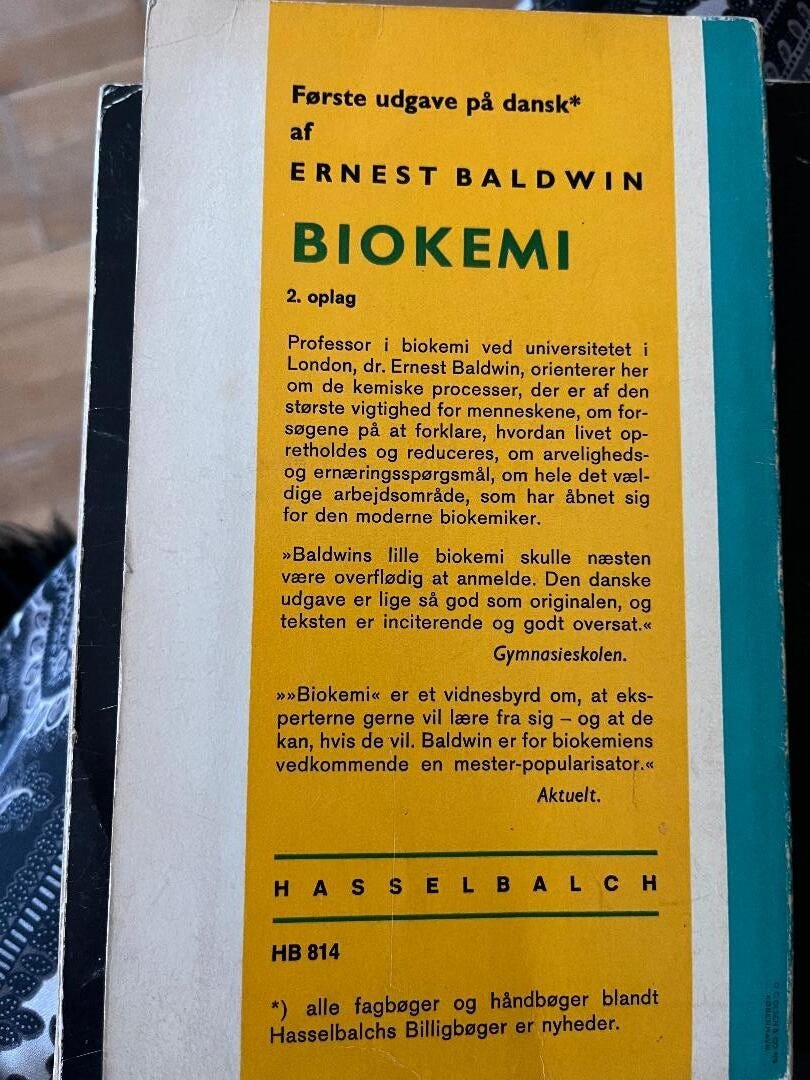 Første udgave på dansk*
af
ERNEST BALDWIN
BIOKEMI
2. oplag
Professor i biokemi ved universitetet i
London, dr. Ernest Baldwin, orienterer her
om de kemiske processer, der er af den
største vigtighed for menneskene, om for-
søgene på at forklare, hvordan livet op-
retholdes og reduceres, om arveligheds-
og ernæringsspørgsmål, om hele det væl-
dige arbejdsområde, som har åbnet sig
for den moderne biokemiker.
»Baldwins lille biokemi skulle næsten
være overflødig at anmelde. Den danske
udgave er lige så god som originalen, og
teksten er inciterende og godt oversat.«
Gymnasieskolen.
»»Biokemi« er et vidnesbyrd om, at eks-
perterne gerne vil lære fra sig – og at de
kan, hvis de vil. Baldwin er for biokemiens
vedkommende en mester-popularisator.«
Aktuelt.
HASSELBALCH
HB 814
*) alle fagbøger og håndbøger blandt
Hasselbalchs Billigbøger er nyheder.